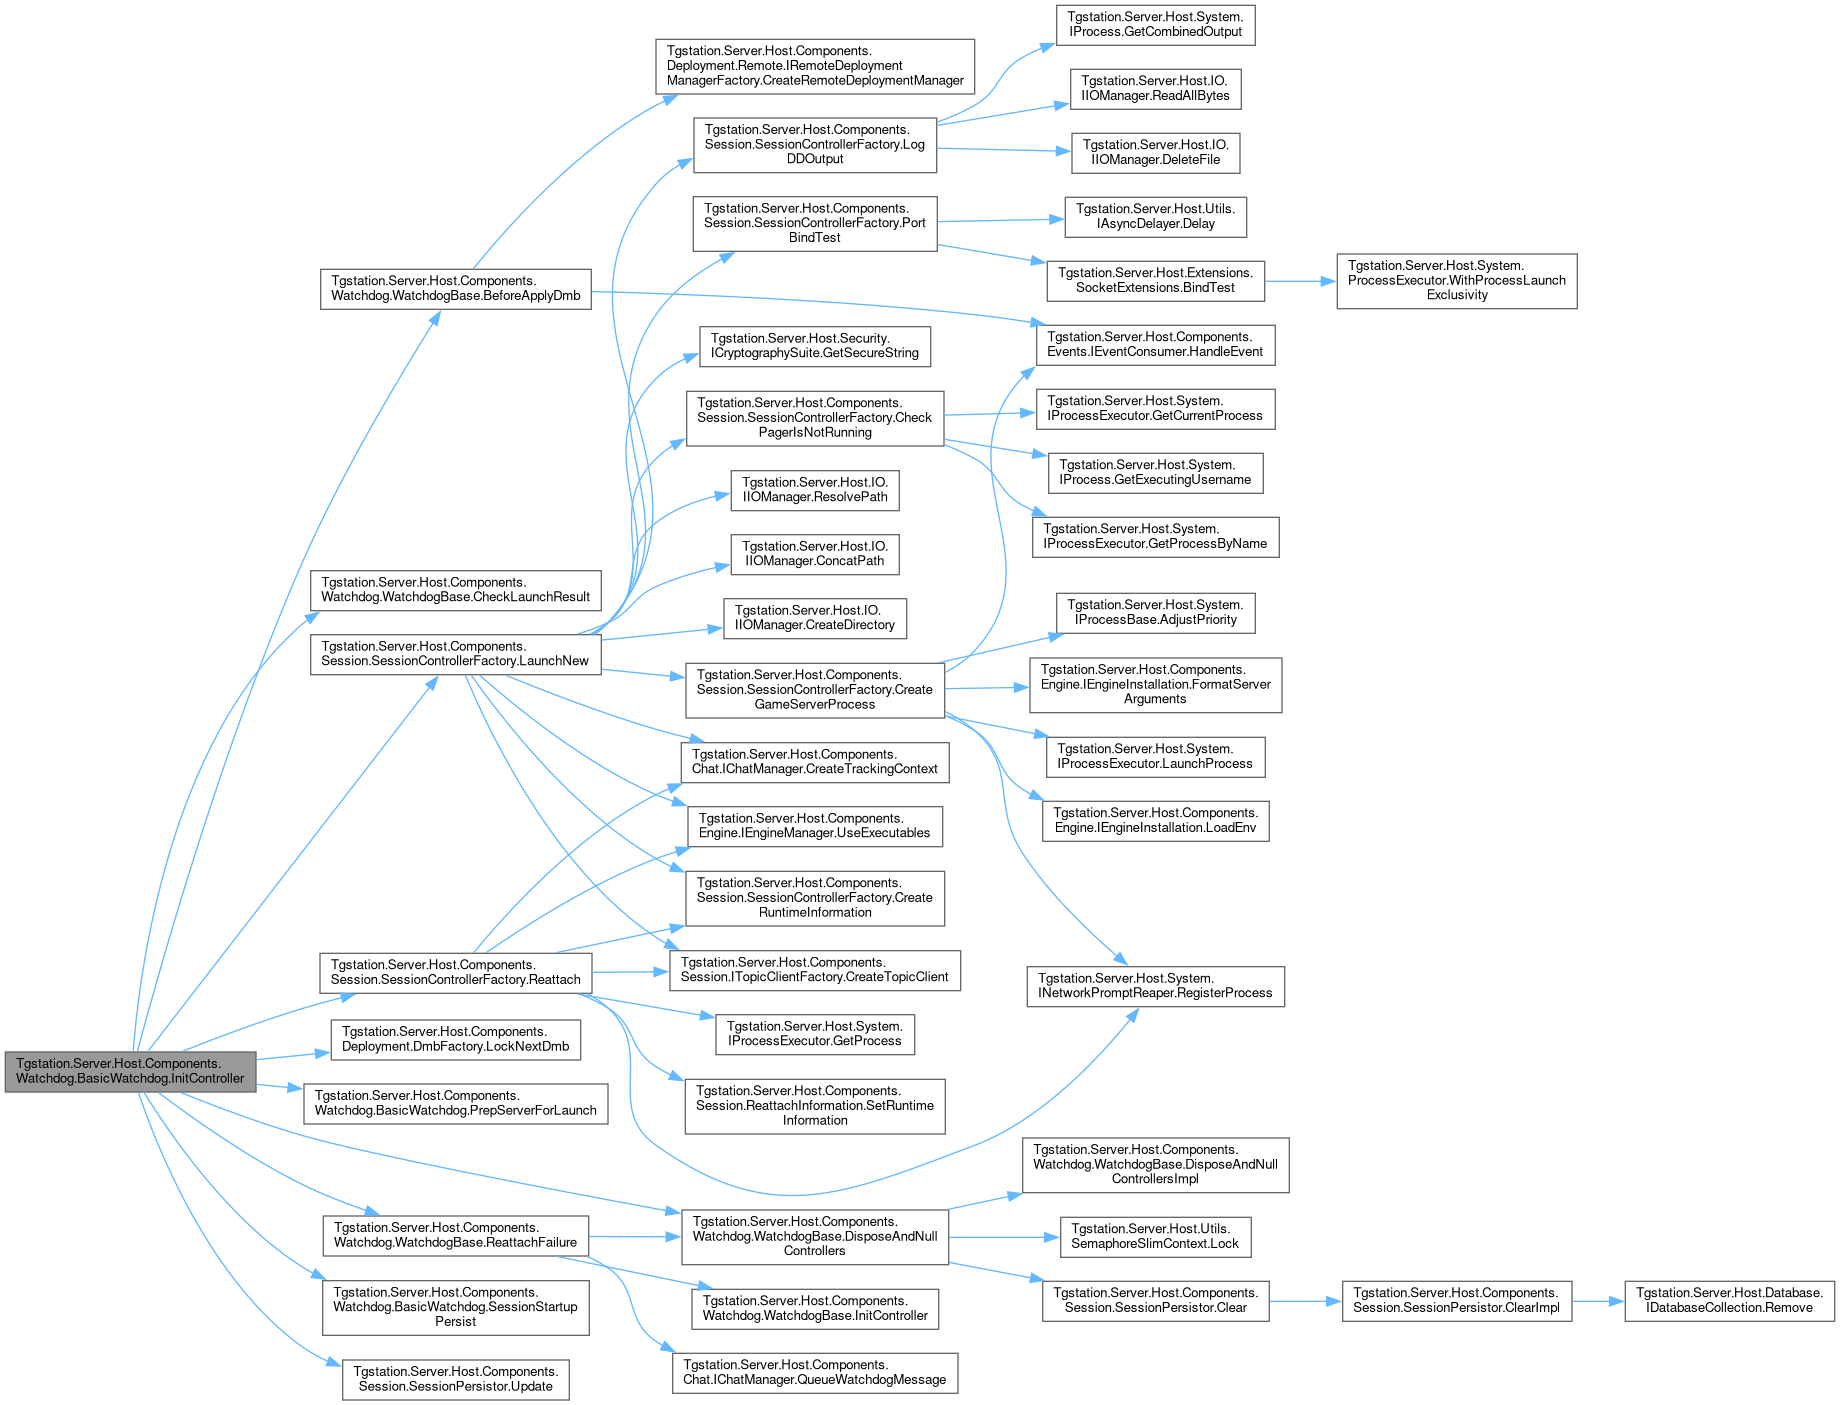 Tgstation.Server.Host.Components.
Watchdog.BasicWatchdog.InitController
Tgstation.Server.Host.Components.
Watchdog.WatchdogBase.BeforeApplyDmb
Tgstation.Server.Host.Components.
Watchdog.WatchdogBase.CheckLaunchResult
Tgstation.Server.Host.Components.
Session.SessionControllerFactory.LaunchNew
Tgstation.Server.Host.Components.
Session.SessionControllerFactory.Reattach
Tgstation.Server.Host.Components.
Deployment.DmbFactory.LockNextDmb
Tgstation.Server.Host.Components.
Watchdog.BasicWatchdog.PrepServerForLaunch
Tgstation.Server.Host.Components.
Watchdog.WatchdogBase.ReattachFailure
Tgstation.Server.Host.Components.
Watchdog.BasicWatchdog.SessionStartup
Persist
Tgstation.Server.Host.Components.
Session.SessionPersistor.Update
Tgstation.Server.Host.Components.
Deployment.Remote.IRemoteDeployment
ManagerFactory.CreateRemoteDeploymentManager
Tgstation.Server.Host.Components.
Session.SessionControllerFactory.Log
DDOutput
Tgstation.Server.Host.Components.
Session.SessionControllerFactory.Port
BindTest
Tgstation.Server.Host.Security.
ICryptographySuite.GetSecureString
Tgstation.Server.Host.Components.
Session.SessionControllerFactory.Check
PagerIsNotRunning
Tgstation.Server.Host.IO.
IIOManager.ResolvePath
Tgstation.Server.Host.IO.
IIOManager.ConcatPath
Tgstation.Server.Host.IO.
IIOManager.CreateDirectory
Tgstation.Server.Host.Components.
Session.SessionControllerFactory.Create
GameServerProcess
Tgstation.Server.Host.Components.
Chat.IChatManager.CreateTrackingContext
Tgstation.Server.Host.Components.
Engine.IEngineManager.UseExecutables
Tgstation.Server.Host.Components.
Session.SessionControllerFactory.Create
RuntimeInformation
Tgstation.Server.Host.Components.
Session.ITopicClientFactory.CreateTopicClient
Tgstation.Server.Host.System.
IProcessExecutor.GetProcess
Tgstation.Server.Host.Components.
Session.ReattachInformation.SetRuntime
Information
Tgstation.Server.Host.Components.
Watchdog.WatchdogBase.DisposeAndNull
Controllers
Tgstation.Server.Host.Components.
Watchdog.WatchdogBase.InitController
Tgstation.Server.Host.Components.
Chat.IChatManager.QueueWatchdogMessage
Tgstation.Server.Host.System.
IProcess.GetCombinedOutput
Tgstation.Server.Host.IO.
IIOManager.ReadAllBytes
Tgstation.Server.Host.IO.
IIOManager.DeleteFile
Tgstation.Server.Host.Utils.
IAsyncDelayer.Delay
Tgstation.Server.Host.Extensions.
SocketExtensions.BindTest
Tgstation.Server.Host.Components.
Events.IEventConsumer.HandleEvent
Tgstation.Server.Host.System.
IProcessExecutor.GetCurrentProcess
Tgstation.Server.Host.System.
IProcess.GetExecutingUsername
Tgstation.Server.Host.System.
IProcessExecutor.GetProcessByName
Tgstation.Server.Host.System.
IProcessBase.AdjustPriority
Tgstation.Server.Host.Components.
Engine.IEngineInstallation.FormatServer
Arguments
Tgstation.Server.Host.System.
IProcessExecutor.LaunchProcess
Tgstation.Server.Host.Components.
Engine.IEngineInstallation.LoadEnv
Tgstation.Server.Host.System.
INetworkPromptReaper.RegisterProcess
Tgstation.Server.Host.Components.
Watchdog.WatchdogBase.DisposeAndNull
ControllersImpl
Tgstation.Server.Host.Utils.
SemaphoreSlimContext.Lock
Tgstation.Server.Host.Components.
Session.SessionPersistor.Clear
Tgstation.Server.Host.System.
ProcessExecutor.WithProcessLaunch
Exclusivity
Tgstation.Server.Host.Components.
Session.SessionPersistor.ClearImpl
Tgstation.Server.Host.Database.
IDatabaseCollection.Remove